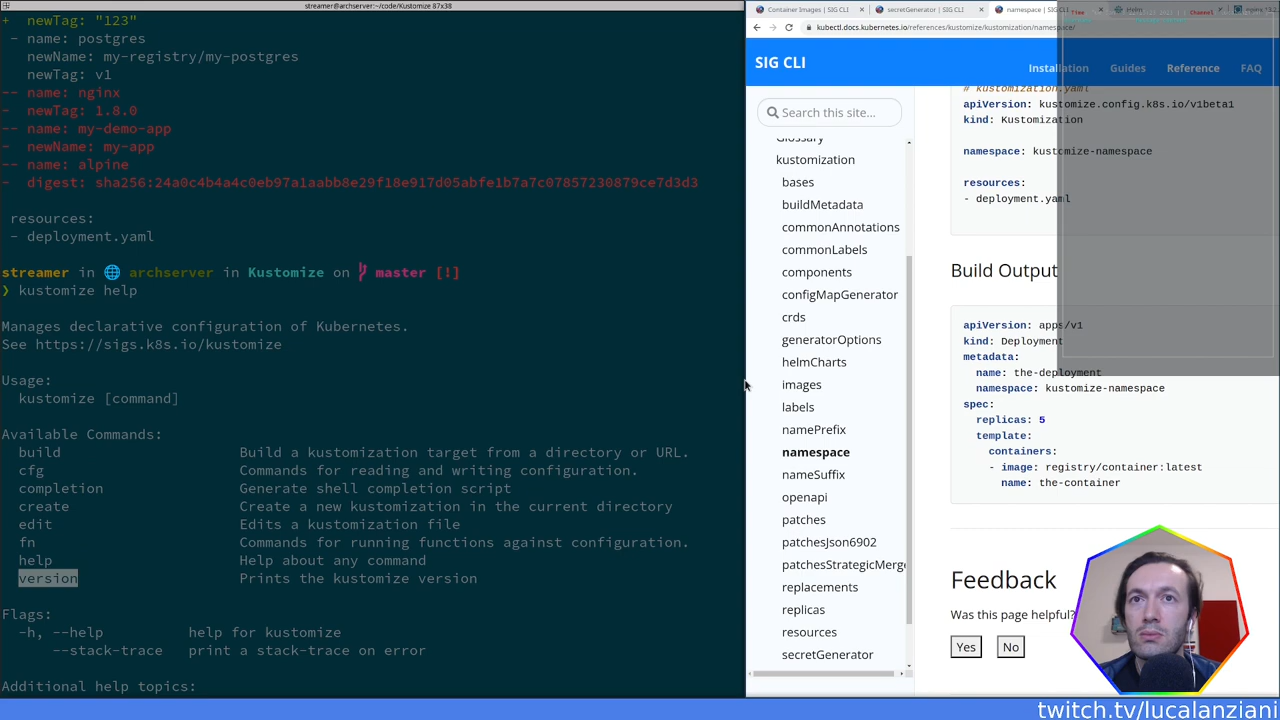 streamer@archserver:~/code/Kustomize 87x38
+  newTag: "123"
 - name: postgres
   newName: my-registry/my-postgres
   newTag: v1
-- name: nginx
-  newTag: 1.8.0
-- name: my-demo-app
-  newName: my-app
-- name: alpine
-  digest: sha256:24a0c4b4a4c0eb97a1aabb8e29f18e917d05abfe1b7a7c07857230879ce7d3d3
 resources:
 - deployment.yaml
streamer in 🌐 archserver in Kustomize on master [!]
❯ kustomize help
Manages declarative configuration of Kubernetes.
See https://sigs.k8s.io/kustomize
Usage:
  kustomize [command]
Available Commands:
  build                     Build a kustomization target from a directory or URL.
  cfg                       Commands for reading and writing configuration.
  completion                Generate shell completion script
  create                    Create a new kustomization in the current directory
  edit                      Edits a kustomization file
  fn                        Commands for running functions against configuration.
  help                      Help about any command
  version                   Prints the kustomize version
Flags:
  -h, --help          help for kustomize
      --stack-trace   print a stack-trace on error
Additional help topics:
Container Images | SIG CLI
secretGenerator | SIG CLI
namespace | SIG CLI
Helm
kubectl.docs.kubernetes.io/references/kustomize/kustomization/namespace/
SIG CLI
Installation Guides Reference FAQ
Search this site...
Glossary
kustomization
bases
buildMetadata
commonAnnotations
commonLabels
components
configMapGenerator
crds
generatorOptions
helmCharts
images
labels
namePrefix
namespace
nameSuffix
openapi
patches
patchesJson6902
patchesStrategicMerge
replacements
replicas
resources
secretGenerator
# kustomization.yaml
apiVersion: kustomize.config.k8s.io/v1beta1
kind: Kustomization
namespace: kustomize-namespace
resources:
- deployment.yaml
Build Output
apiVersion: apps/v1
kind: Deployment
metadata:
  name: the-deployment
  namespace: kustomize-namespace
spec:
  replicas: 5
  template:
    containers:
    - image: registry/container:latest
      name: the-container
Feedback
Was this page helpful?
Yes No
twitch.tv/lucalanziani